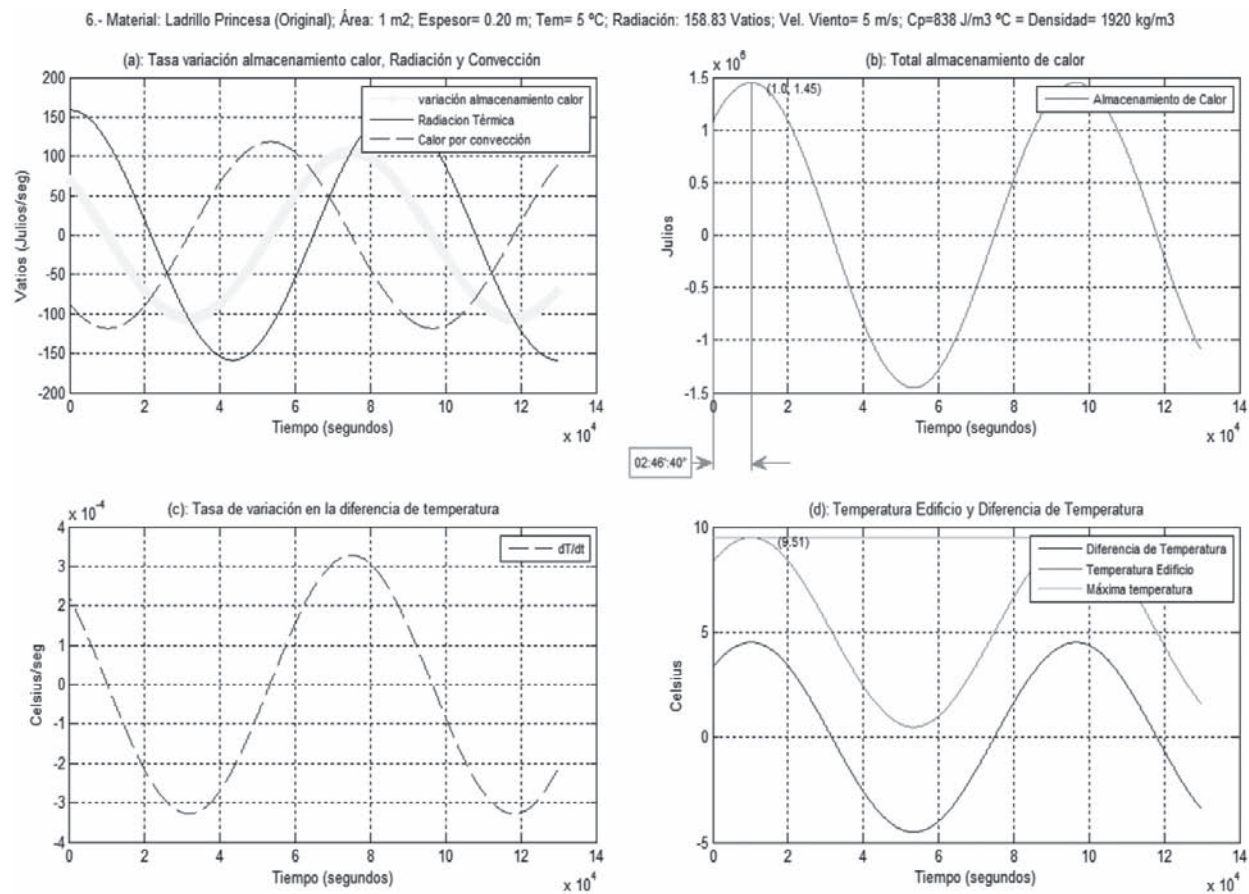 6.- Material: Ladrillo Princesa (Original); Área: 1 m2; Espesor= 0.20 m; Tem= 5 ºC; Radiación: 158.83 Vatios; Vel. Viento= 5 m/s; Cp=838 J/m3 ºC = Densidad= 1920 kg/m3
(a): Tasa variación almacenamiento calor, Radiación y Convección
Vatios (Julios/seg)
200
150
100
50
0
-50
-100
-150
-200
variación almacenamiento calor
Radiacion Térmica
Calor por convección
0 2 4 6 8 10 12 14
Tiempo (segundos)
x 10^4
(b): Total almacenamiento de calor
x 10^6
Julios
1.5
1
0.5
0
-0.5
-1
-1.5
(1.0, 1.45)
Almacenamiento de Calor
0 2 4 6 8 10 12 14
Tiempo (segundos)
x 10^4
02:46':40"
(c): Tasa de variación en la diferencia de temperatura
x 10^-4
Celsius/seg
4
3
2
1
0
-1
-2
-3
-4
dT/dt
0 2 4 6 8 10 12 14
Tiempo (segundos)
x 10^4
(d): Temperatura Edificio y Diferencia de Temperatura
Celsius
10
5
0
-5
(9.51)
Diferencia de Temperatura
Temperatura Edificio
Máxima temperatura
0 2 4 6 8 10 12 14
Tiempo (segundos)
x 10^4